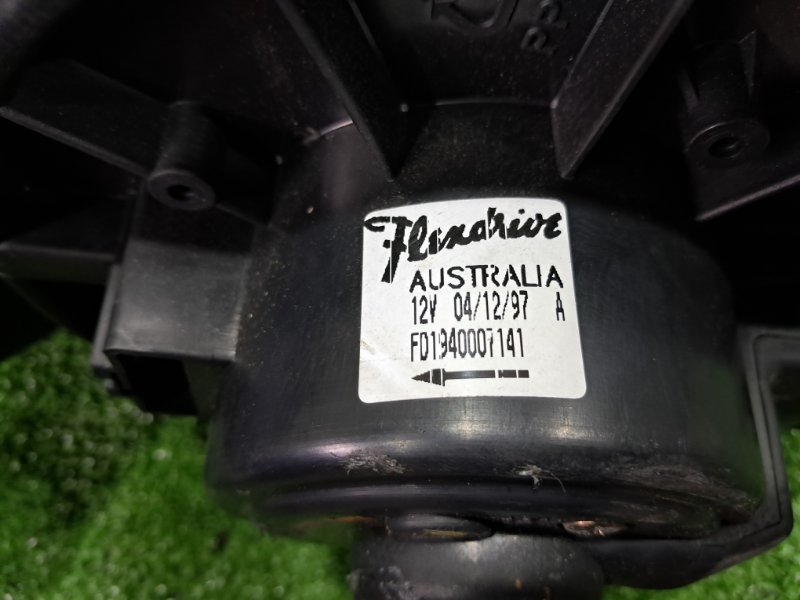 Flexdrive
AUSTRALIA
12V 04/12/97 A
FD1940007141